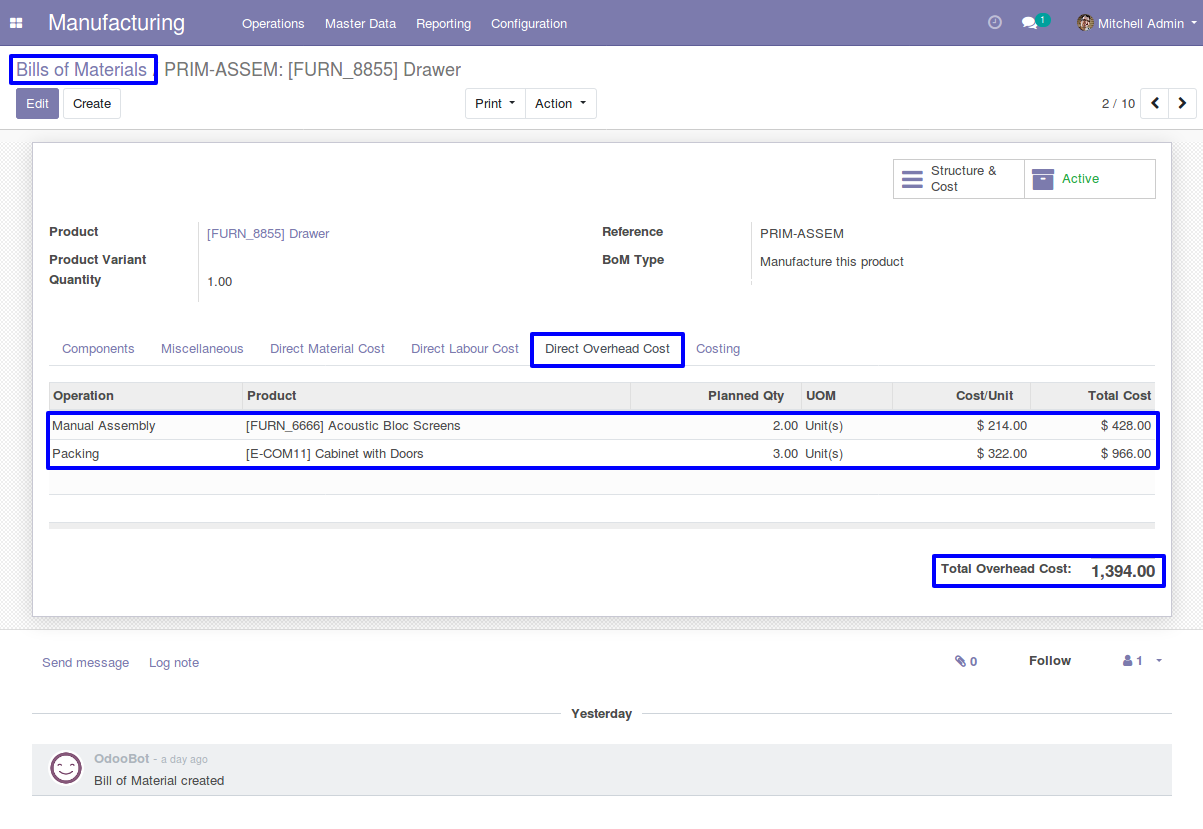 Manufacturing Operations Master Data Reporting Configuration 1 Mitchell Admin
Bills of Materials / PRIM-ASSEM: [FURN_8855] Drawer
Edit Create Print Action 2 / 10
Structure & Cost Active
Product [FURN_8855] Drawer Reference PRIM-ASSEM
Product Variant BoM Type Manufacture this product
Quantity 1.00
Components Miscellaneous Direct Material Cost Direct Labour Cost Direct Overhead Cost Costing
Operation Product Planned Qty UOM Cost/Unit Total Cost
Manual Assembly [FURN_6666] Acoustic Bloc Screens 2.00 Unit(s) $ 214.00 $ 428.00
Packing [E-COM11] Cabinet with Doors 3.00 Unit(s) $ 322.00 $ 966.00
Total Overhead Cost: 1,394.00
Send message Log note 0 Follow 1
Yesterday
OdooBot - a day ago
Bill of Material created